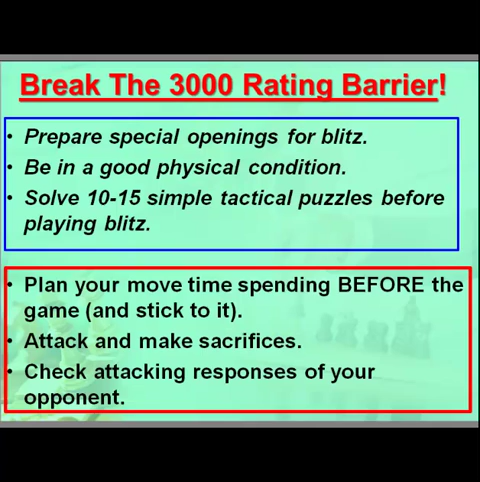 Break The 3000 Rating Barrier!
• Prepare special openings for blitz.
• Be in a good physical condition.
• Solve 10-15 simple tactical puzzles before
playing blitz.
• Plan your move time spending BEFORE the
game (and stick to it).
• Attack and make sacrifices.
• Check attacking responses of your
opponent.